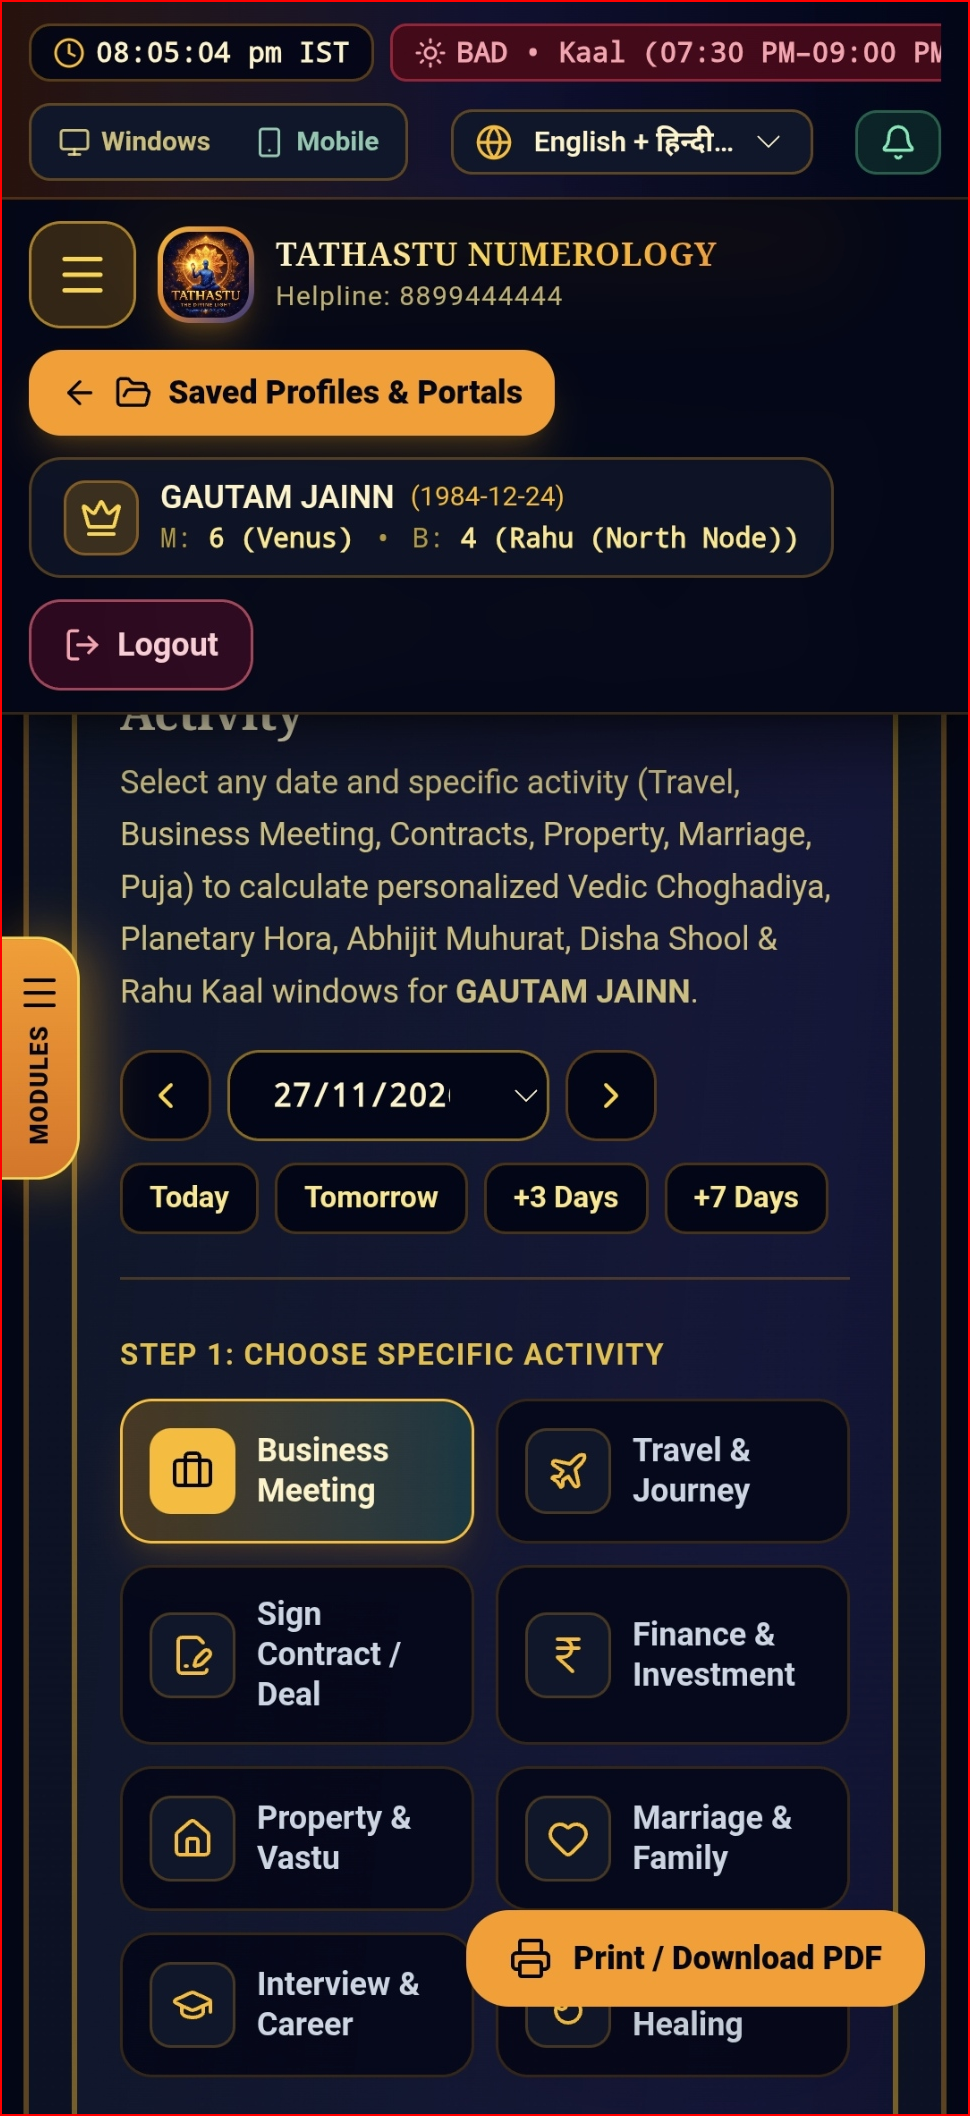 08:05:04 pm IST
BAD • Kaal (07:30 PM–09:00 PM
Windows
Mobile
English + हिन्दी...
TATHASTU NUMEROLOGY
Helpline: 8899444444
TATHASTU
THE DIVINE LIGHT
Saved Profiles & Portals
GAUTAM JAINN (1984-12-24)
M: 6 (Venus) • B: 4 (Rahu (North Node))
Logout
Activity
Select any date and specific activity (Travel,
Business Meeting, Contracts, Property, Marriage,
Puja) to calculate personalized Vedic Choghadiya,
Planetary Hora, Abhijit Muhurat, Disha Shool &
Rahu Kaal windows for GAUTAM JAINN.
MODULES
27/11/202
Today
Tomorrow
+3 Days
+7 Days
STEP 1: CHOOSE SPECIFIC ACTIVITY
Business
Meeting
Travel &
Journey
Sign
Contract /
Deal
Finance &
Investment
Property &
Vastu
Marriage &
Family
Interview &
Career
Print / Download PDF
Healing